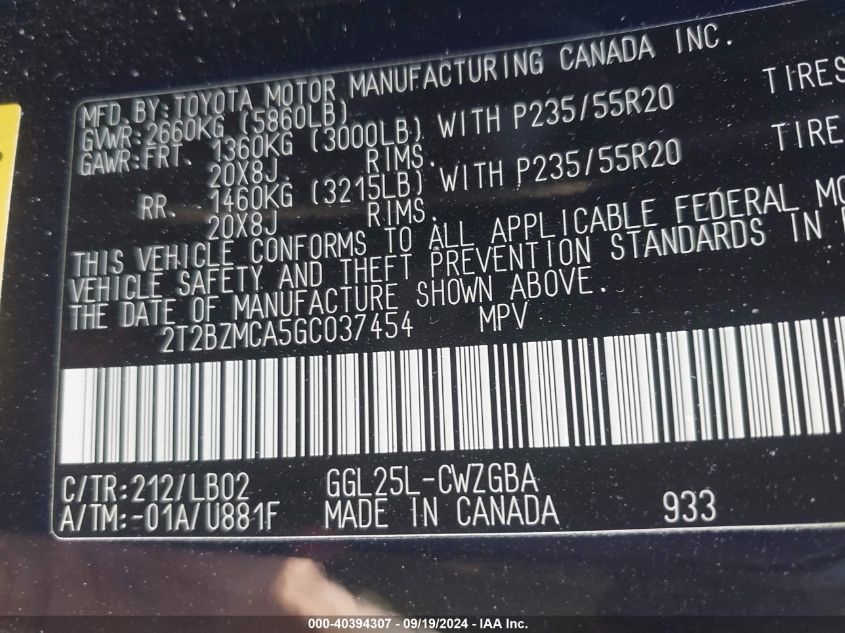 MFD. BY: TOYOTA MOTOR MANUFACTURING CANADA INC.
GVWR: 2660KG (5860LB)
GAWR: FRT. 1360KG (3000LB) WITH P235/55R20 TIRES
20X8J RIMS.
RR. 1460KG (3215LB) WITH P235/55R20 TIRE
20X8J RIMS.
THIS VEHICLE CONFORMS TO ALL APPLICABLE FEDERAL MO
VEHICLE SAFETY AND THEFT PREVENTION STANDARDS IN
THE DATE OF MANUFACTURE SHOWN ABOVE.
2T2BZMCA5GC037454 MPV
C/TR: 212/LB02 GGL25L-CWZGBA
A/TM: -01A/U881F MADE IN CANADA 933
000-40394307 - 09/19/2024 - IAA Inc.